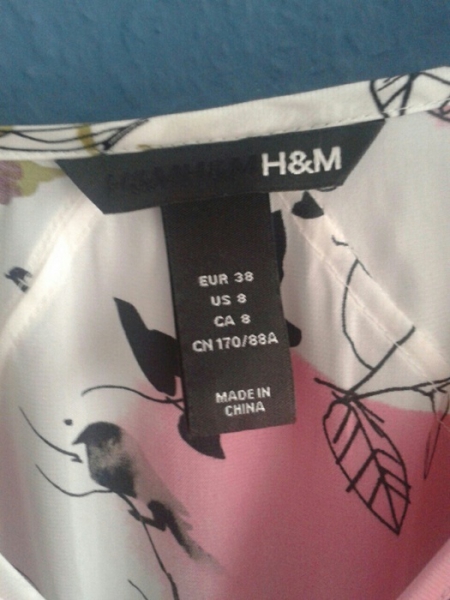 H&M H&M H&M
EUR 38
US 8
CA 8
CN 170/88A
MADE IN
CHINA